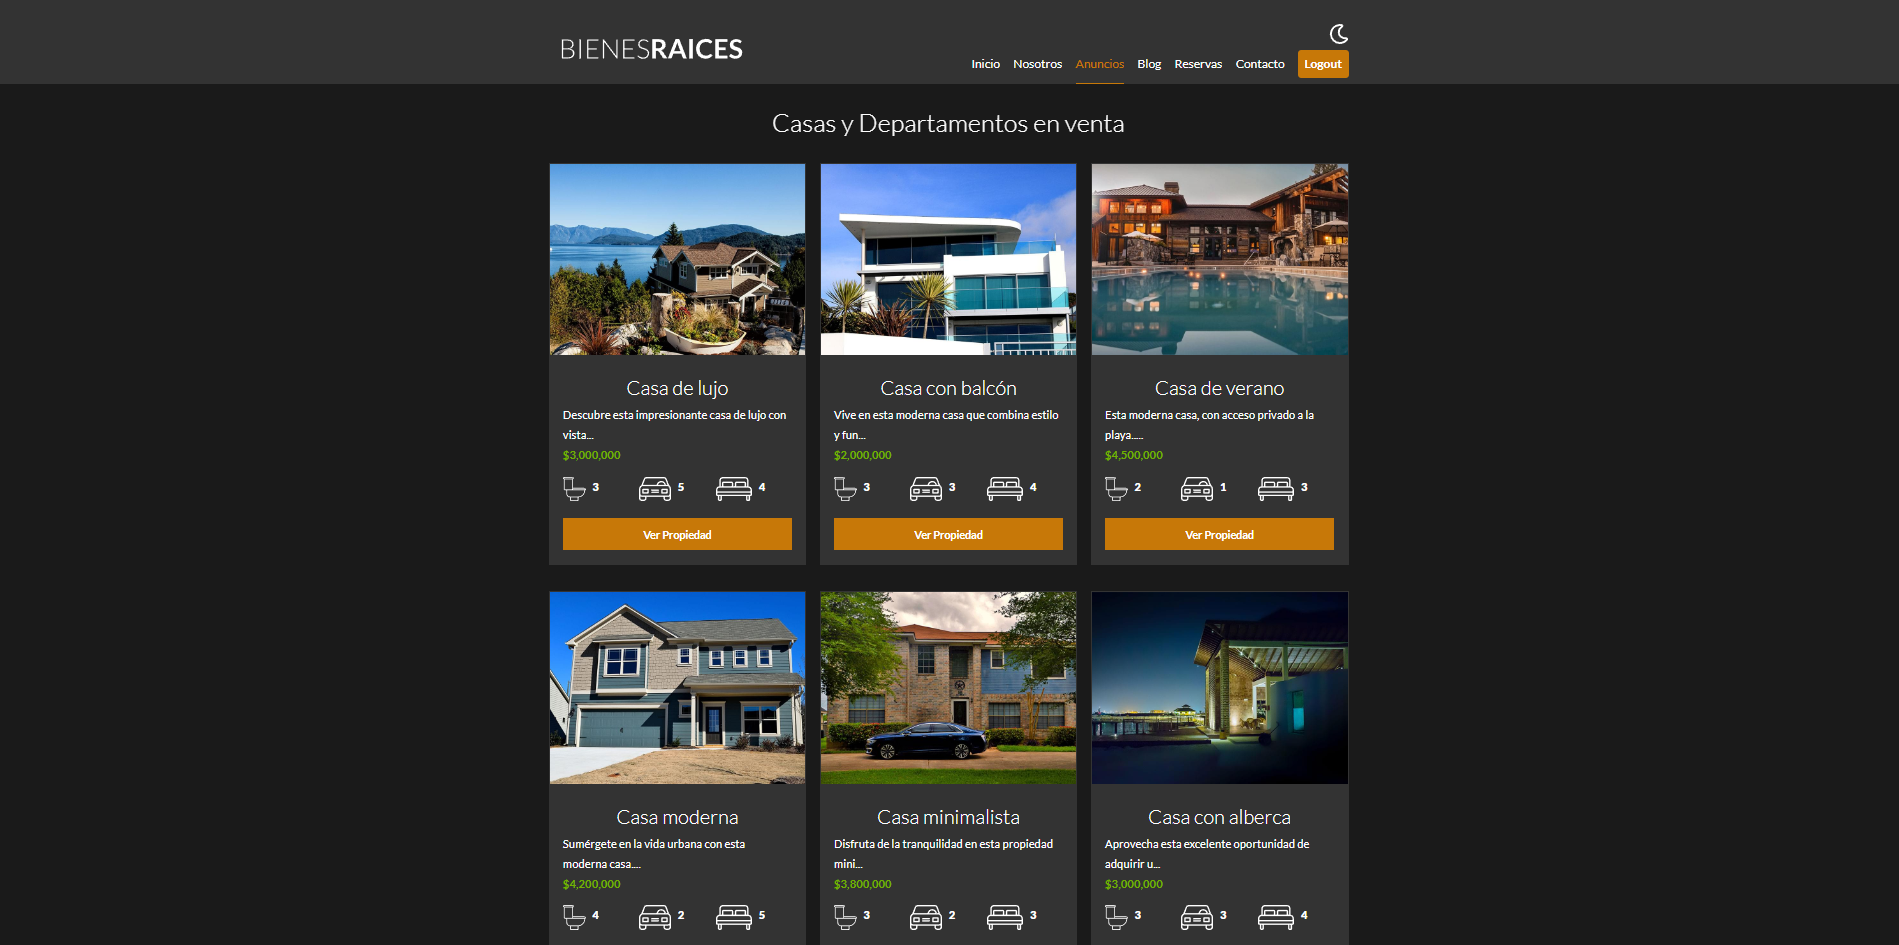 BIENESRAICES
Inicio Nosotros Anuncios Blog Reservas Contacto Logout
Casas y Departamentos en venta
Casa de lujo
Descubre esta impresionante casa de lujo con
vista...
$3,000,000
3 5 4
Ver Propiedad
Casa con balcón
Vive en esta moderna casa que combina estilo
y fun...
$2,000,000
3 3 4
Ver Propiedad
Casa de verano
Esta moderna casa, con acceso privado a la
playa.....
$4,500,000
2 1 3
Ver Propiedad
Casa moderna
Sumérgete en la vida urbana con esta
moderna casa....
$4,200,000
4 2 5
Casa minimalista
Disfruta de la tranquilidad en esta propiedad
mini...
$3,800,000
3 2 3
Casa con alberca
Aprovecha esta excelente oportunidad de
adquirir u...
$3,000,000
3 3 4